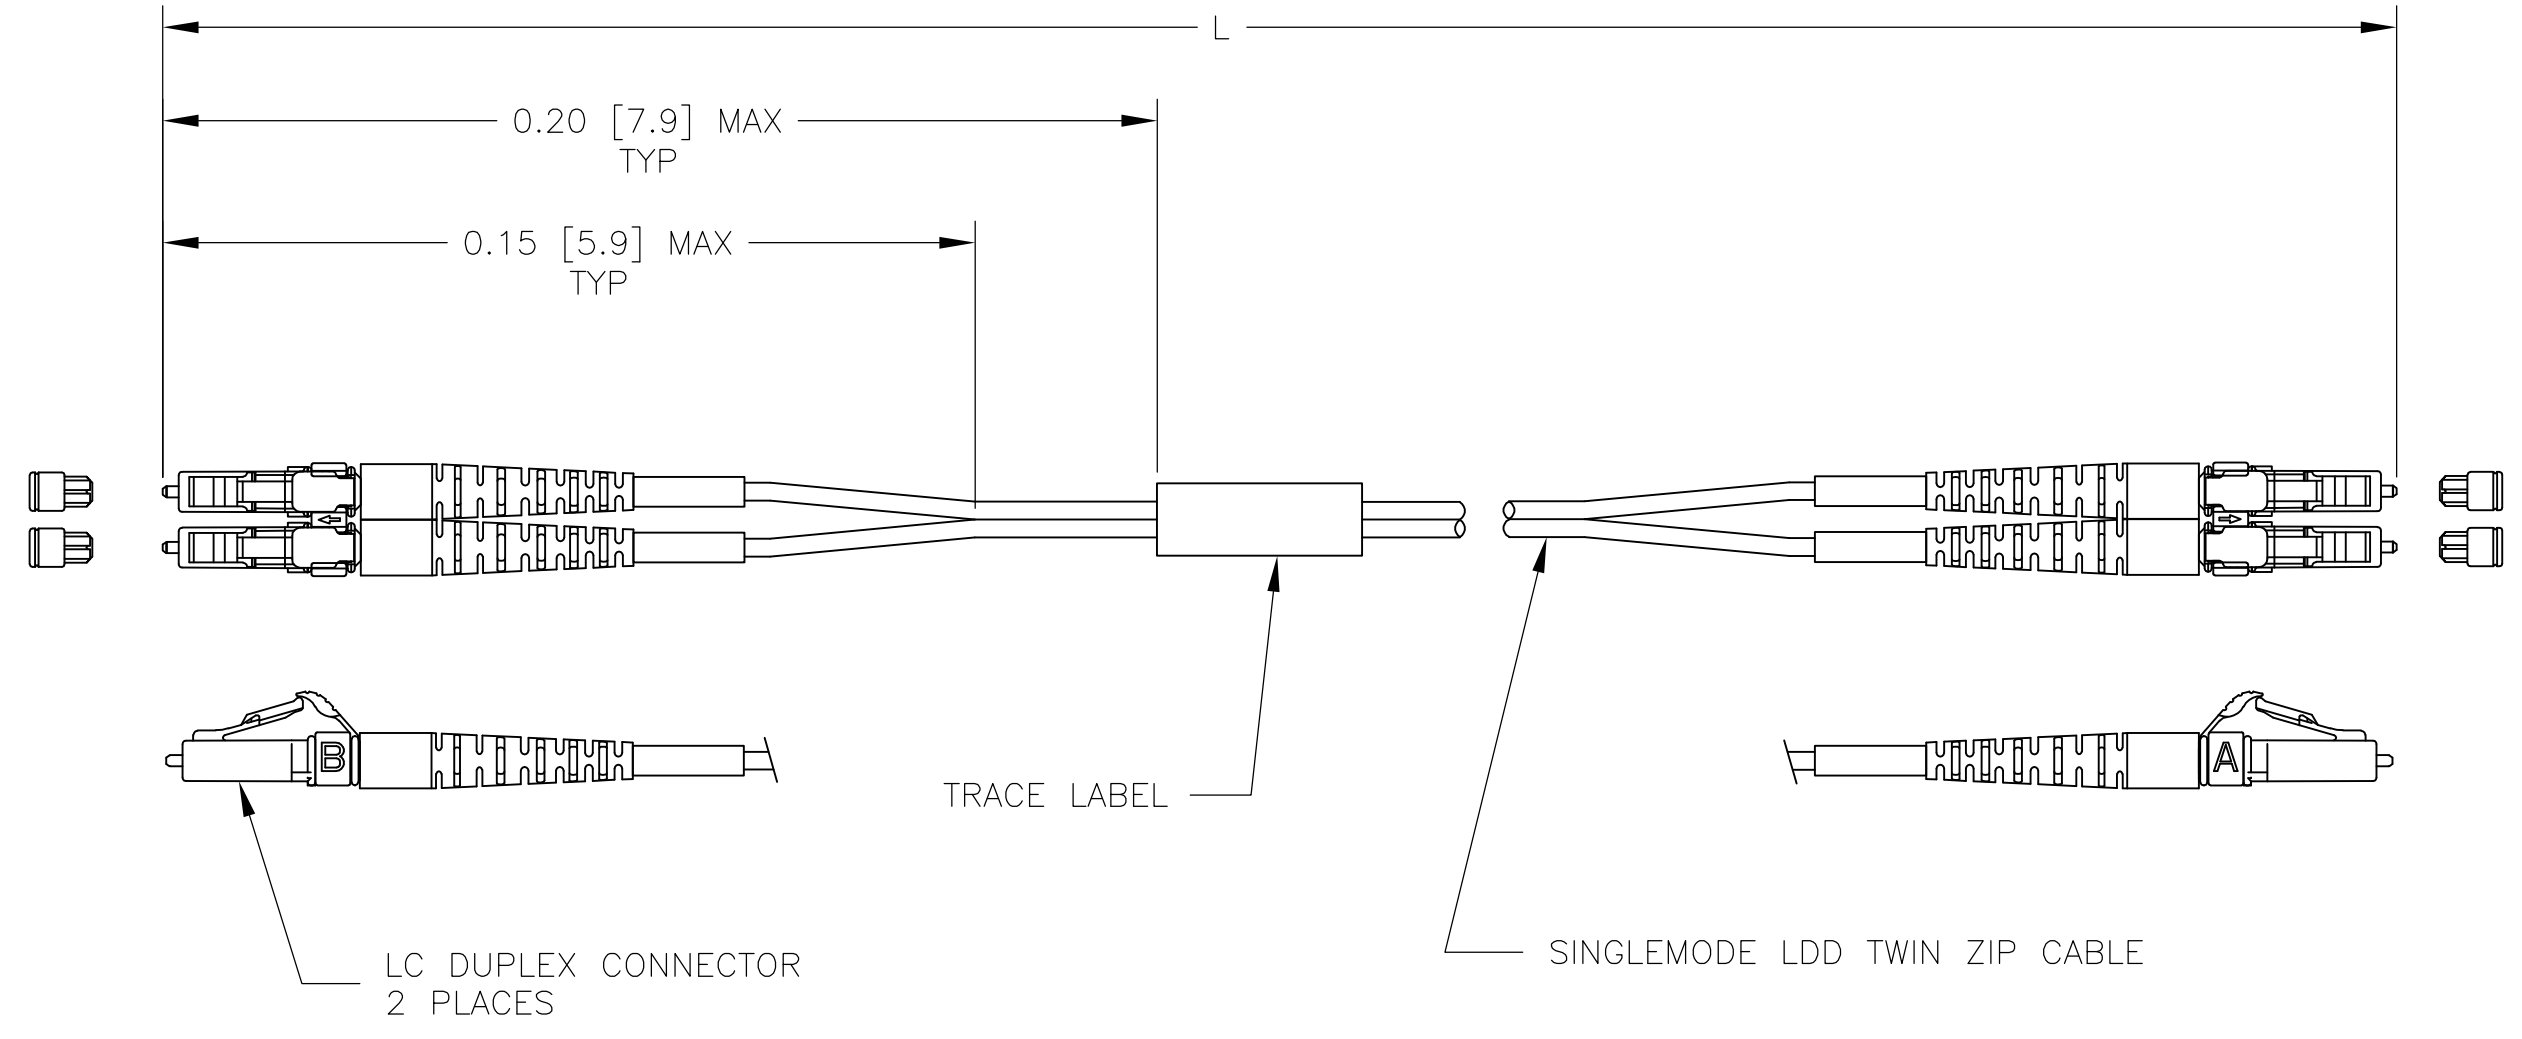 L
0.20 [7.9] MAX
TYP
0.15 [5.9] MAX
TYP
B
A
TRACE LABEL
SINGLEMODE LDD TWIN ZIP CABLE
LC DUPLEX CONNECTOR
2 PLACES